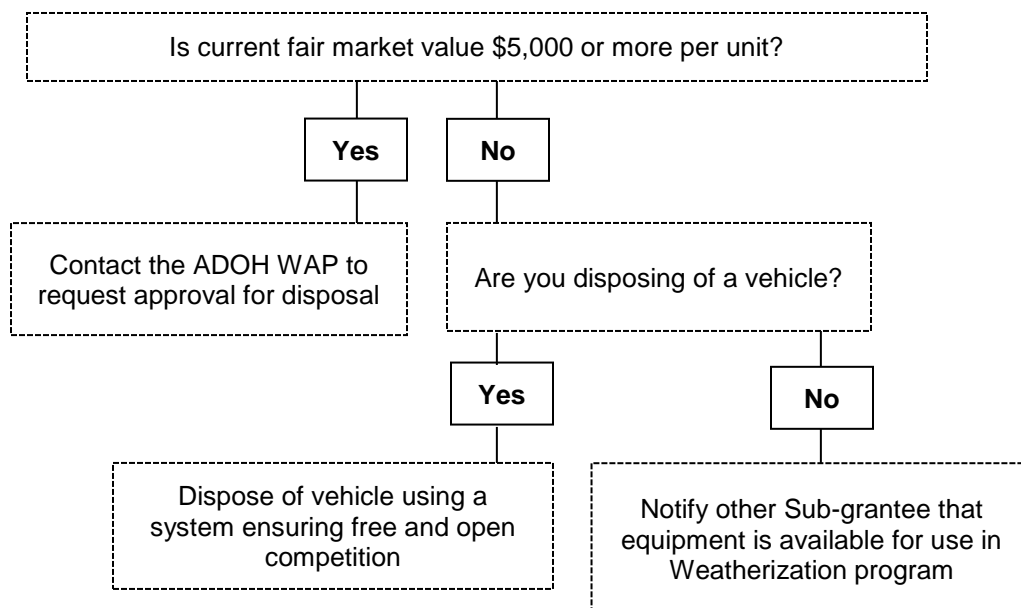 Is current fair market value $5,000 or more per unit?
Yes
No
Contact the ADOH WAP to
request approval for disposal
Are you disposing of a vehicle?
Yes
No
Dispose of vehicle using a
system ensuring free and open
competition
Notify other Sub-grantee that
equipment is available for use in
Weatherization program